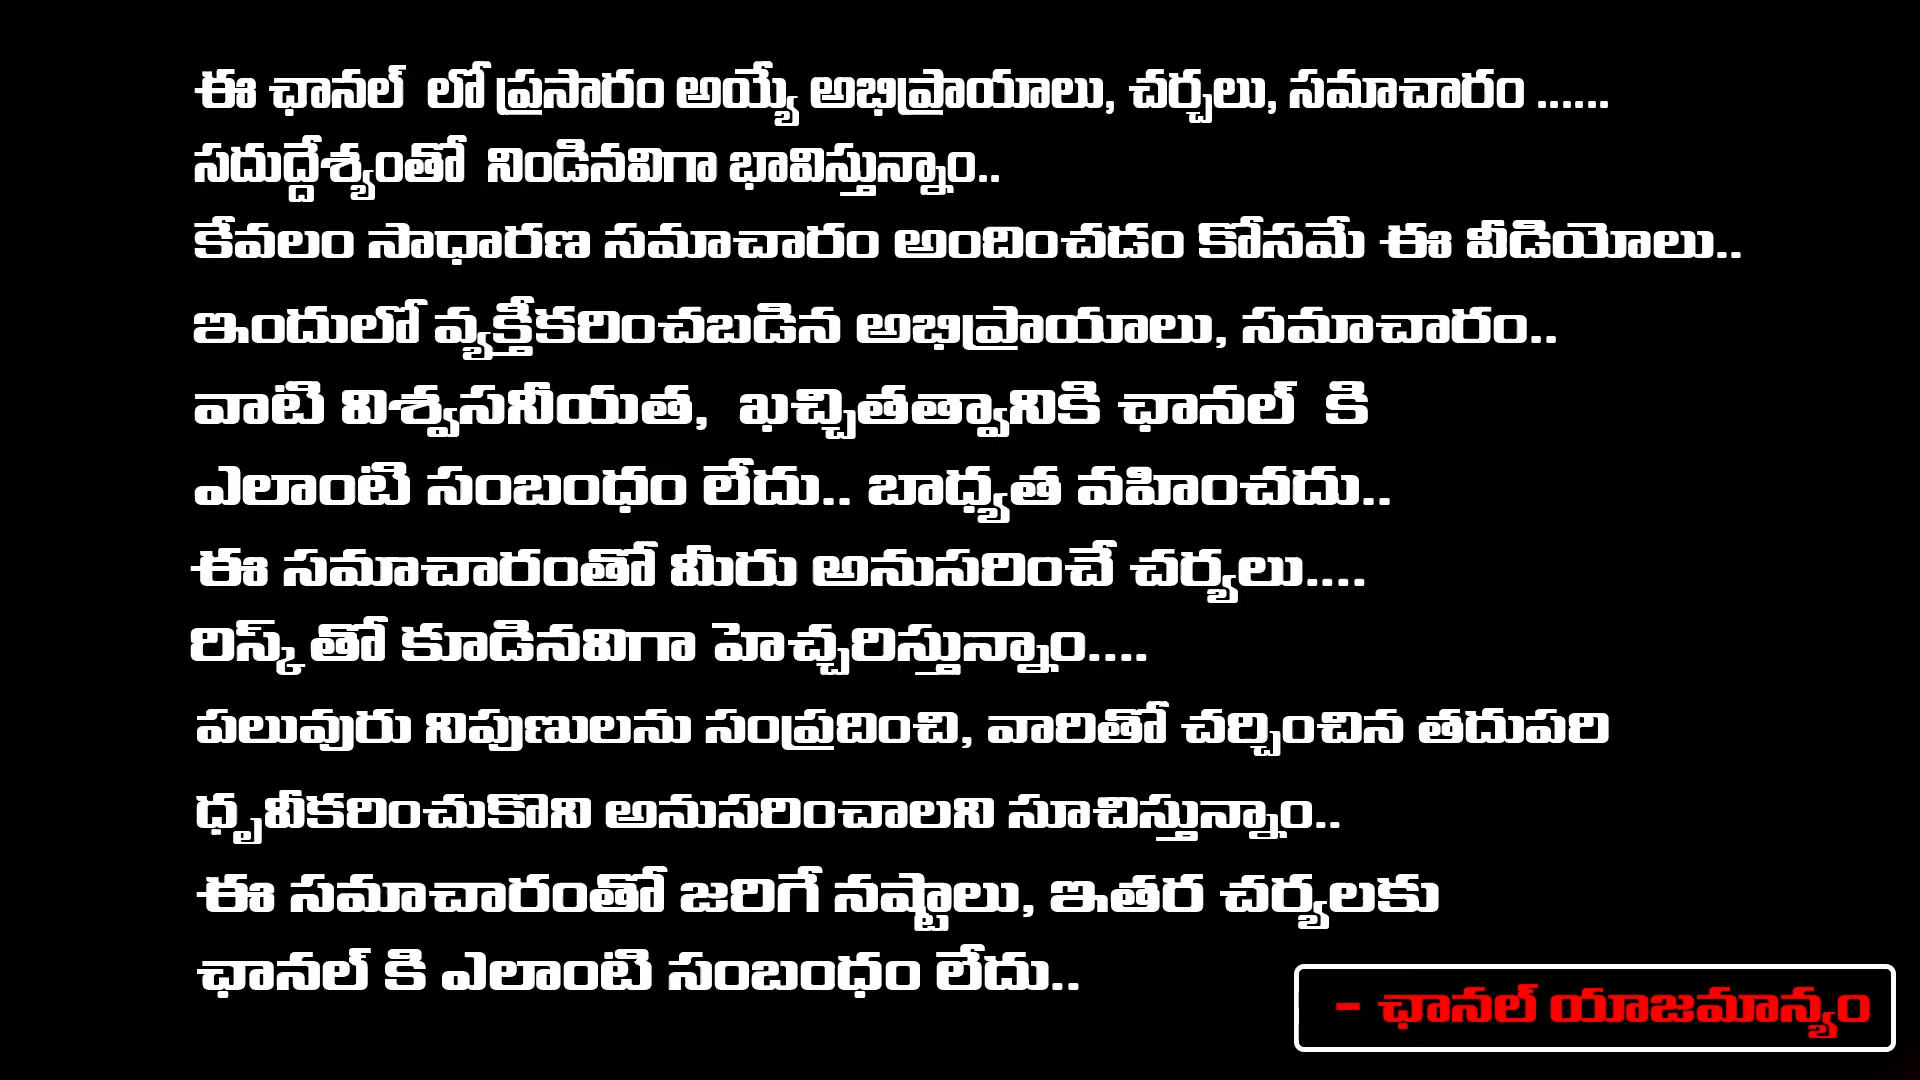 ఈ ఛానల్ లో ప్రసారం అయ్యే అభిప్రాయాలు, చర్చలు, సమాచారం ......
సదుద్దేశ్యంతో నిండినవిగా భావిస్తున్నాం..
కేవలం సాధారణ సమాచారం అందించడం కోసమే ఈ వీడియోలు..
ఇందులో వ్యక్తీకరించబడిన అభిప్రాయాలు, సమాచారం..
వాటి విశ్వసనీయత, ఖచ్చితత్వానికి ఛానల్ కి
ఎలాంటి సంబంధం లేదు.. బాధ్యత వహించదు..
ఈ సమాచారంతో మీరు అనుసరించే చర్యలు....
రిస్క్ తో కూడినవిగా హెచ్చరిస్తున్నాం....
పలువురు నిపుణులను సంప్రదించి, వారితో చర్చించిన తదుపరి
ధృవీకరించుకొని అనుసరించాలని సూచిస్తున్నాం..
ఈ సమాచారంతో జరిగే నష్టాలు, ఇతర చర్యలకు
ఛానల్ కి ఎలాంటి సంబంధం లేదు..
- ఛానల్ యాజమాన్యం